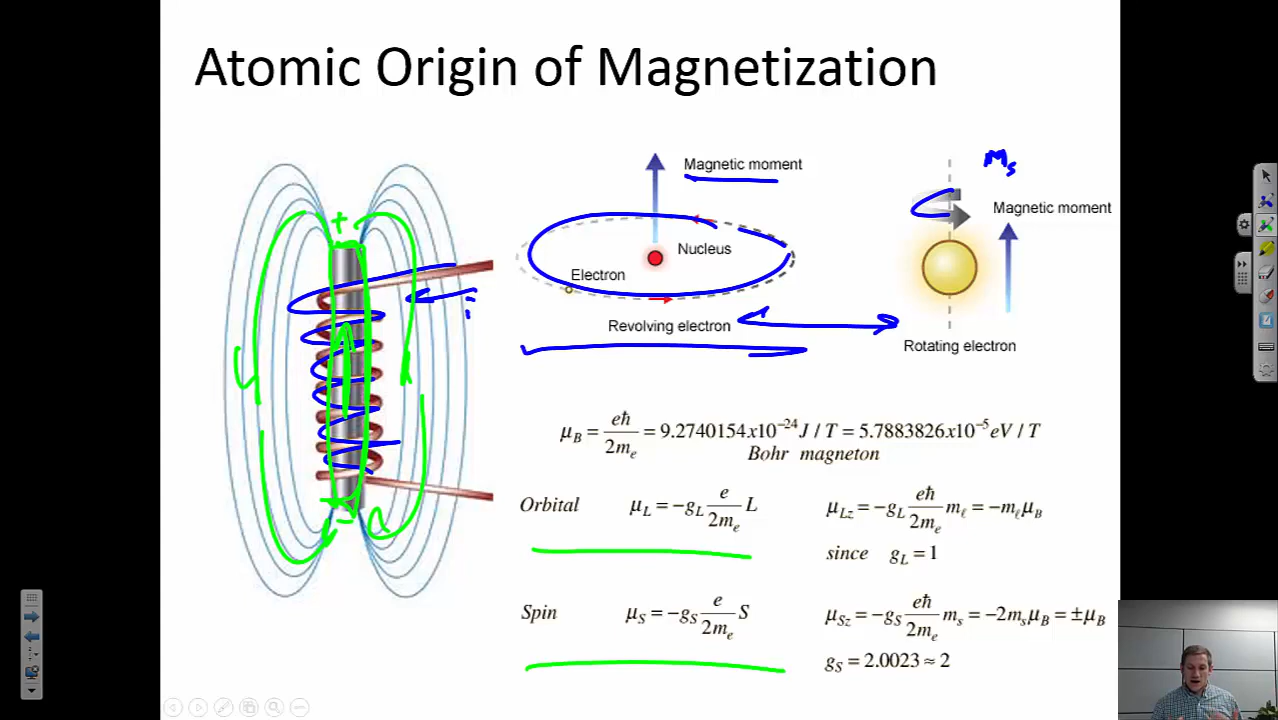 Atomic Origin of Magnetization
Magnetic moment
Nucleus
Electron
Revolving electron
ms
Magnetic moment
Rotating electron
+
i
−
μB = eħ / 2me = 9.2740154x10⁻²⁴ J / T = 5.7883826x10⁻⁵ eV / T
Bohr magneton
Orbital μL = −gL e / 2me L μLz = −gL eħ / 2me mℓ = −mℓμB
since gL = 1
Spin μS = −gS e / 2me S μSz = −gS eħ / 2me ms = −2msμB = ±μB
gS = 2.0023 ≈ 2